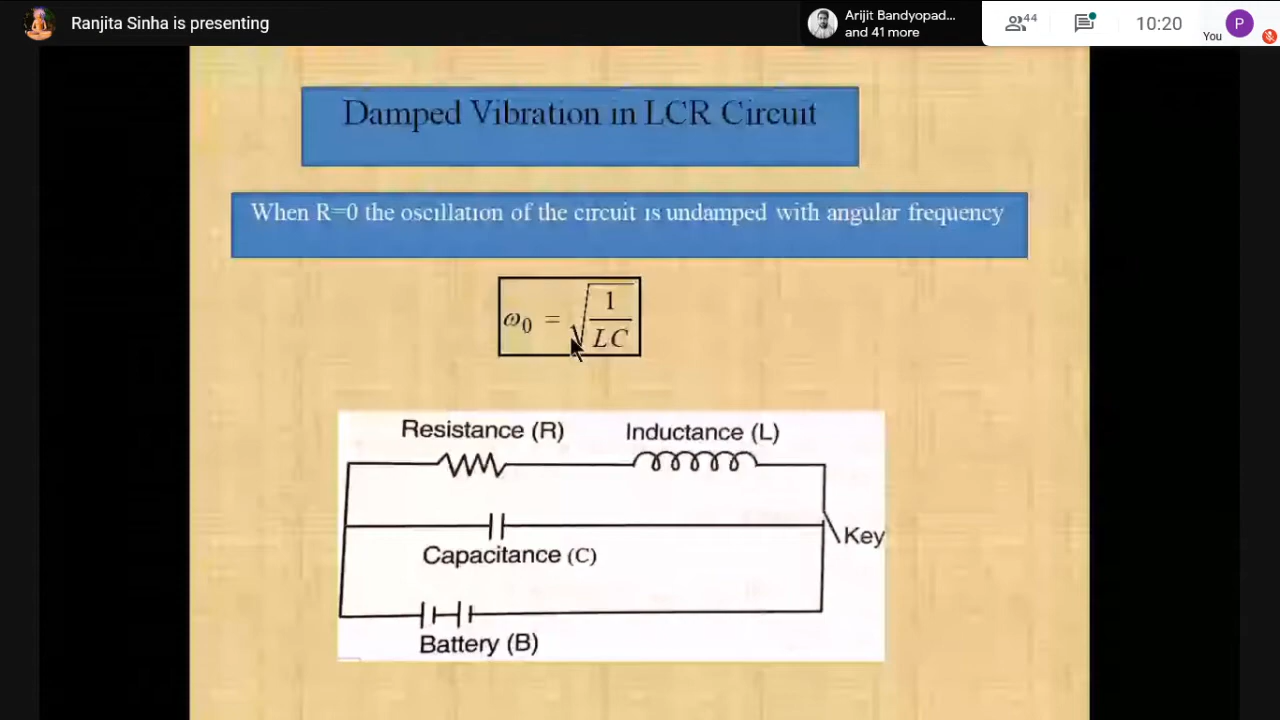 Ranjita Sinha is presenting
Arijit Bandyopad...
and 41 more
44
10:20
You
P
Damped Vibration in LCR Circuit
When R=0 the oscillation of the circuit is undamped with angular frequency
ω₀ = √(1/LC)
Resistance (R) Inductance (L)
Key
Capacitance (C)
Battery (B)